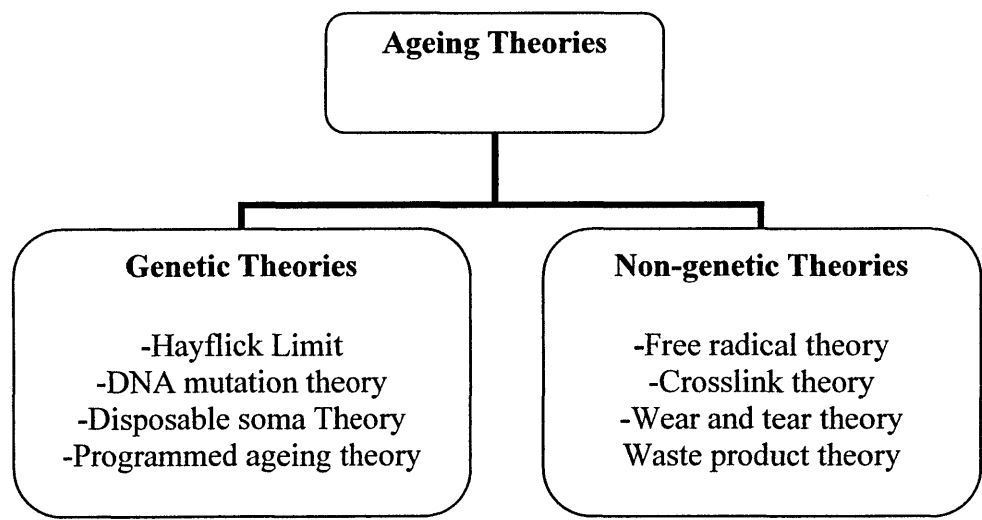 Ageing Theories
Genetic Theories
-Hayflick Limit
-DNA mutation theory
-Disposable soma Theory
-Programmed ageing theory
Non-genetic Theories
-Free radical theory
-Crosslink theory
-Wear and tear theory
Waste product theory